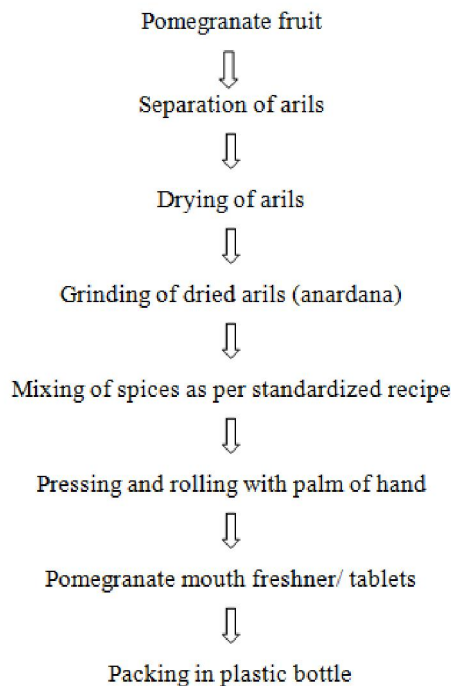 Pomegranate fruit
Separation of arils
Drying of arils
Grinding of dried arils (anardana)
Mixing of spices as per standardized recipe
Pressing and rolling with palm of hand
Pomegranate mouth freshner/ tablets
Packing in plastic bottle